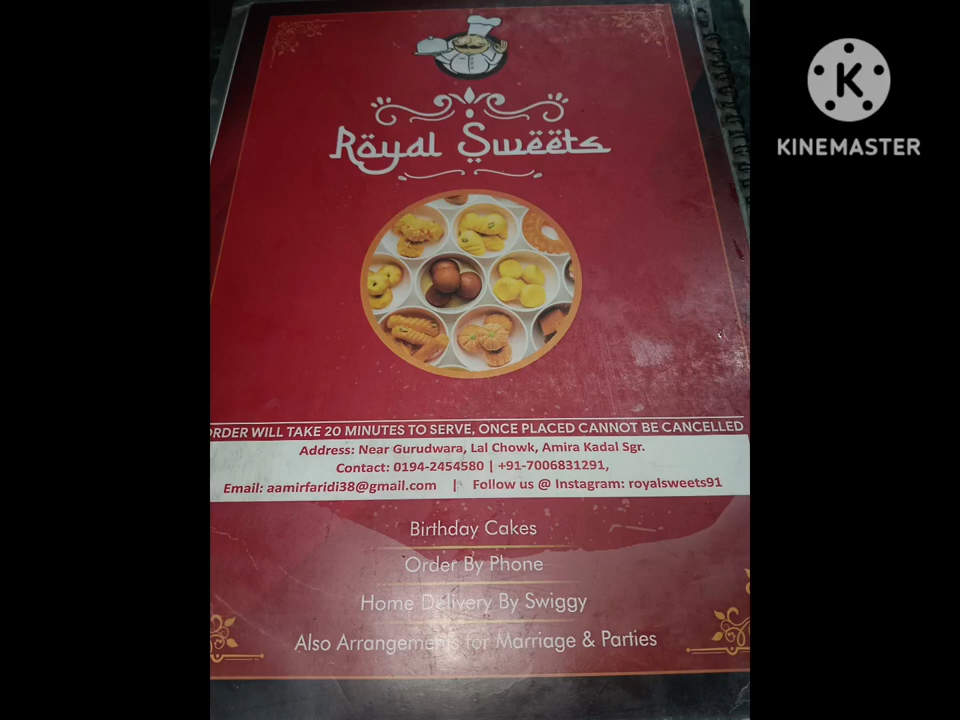 KINEMASTER
Royal Sweets
ORDER WILL TAKE 20 MINUTES TO SERVE, ONCE PLACED CANNOT BE CANCELLED
Address: Near Gurudwara, Lal Chowk, Amira Kadal Sgr.
Contact: 0194-2454580 | +91-7006831291,
Email: aamirfaridi38@gmail.com | Follow us @ Instagram: royalsweets91
Birthday Cakes
Order By Phone
Home Delivery By Swiggy
Also Arrangements for Marriage & Parties